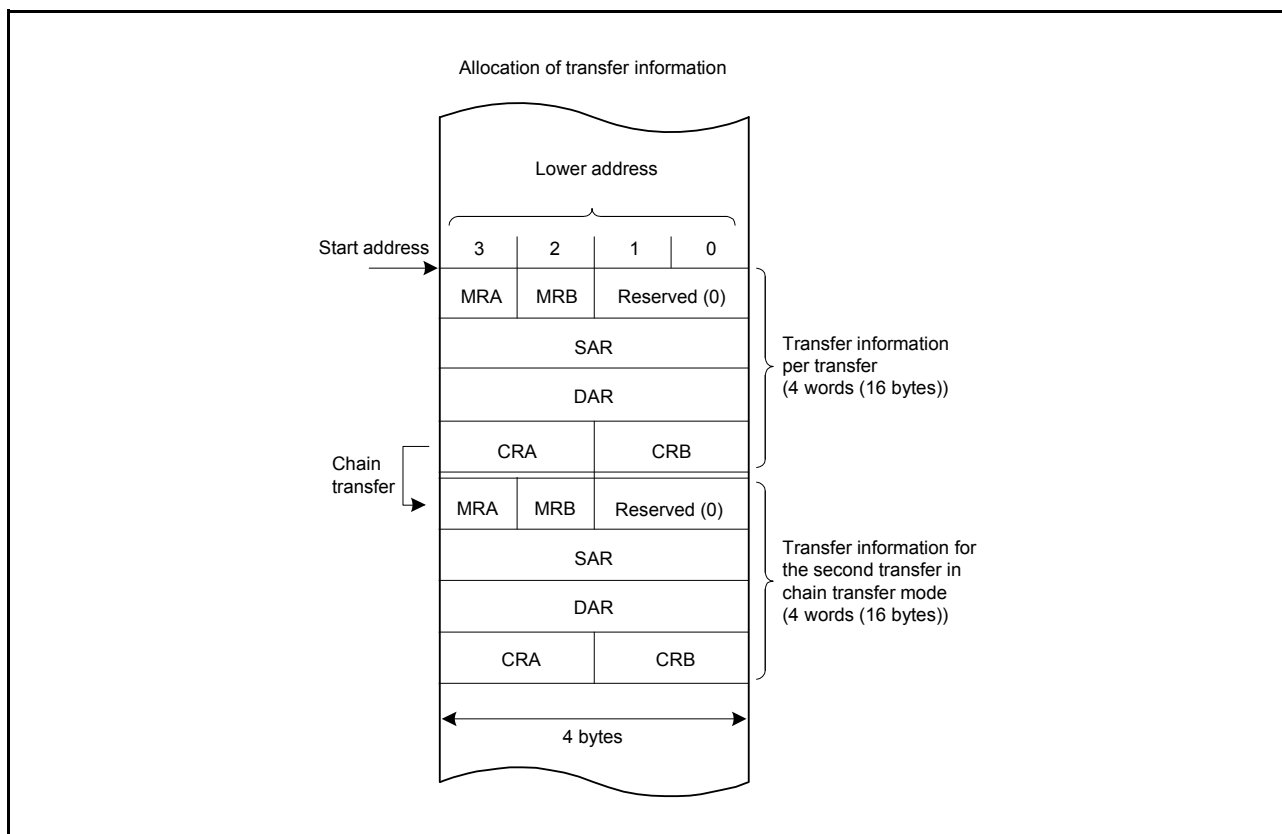 Allocation of transfer information
Lower address
Start address
3 2 1 0
MRA MRB Reserved (0)
SAR
DAR
CRA CRB
Transfer information
per transfer
(4 words (16 bytes))
Chain
transfer
MRA MRB Reserved (0)
SAR
DAR
CRA CRB
Transfer information for
the second transfer in
chain transfer mode
(4 words (16 bytes))
4 bytes